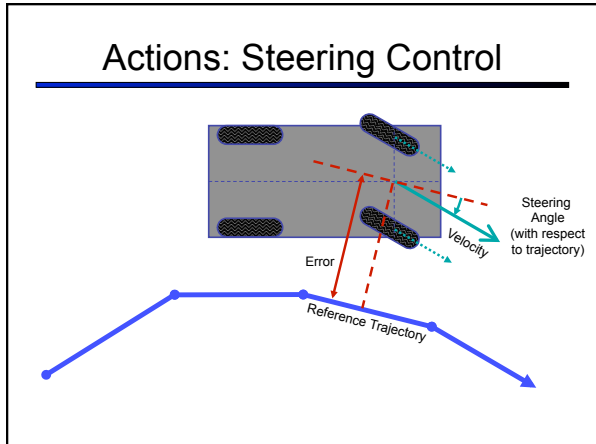 Actions: Steering Control
Steering
Angle
(with respect
to trajectory)
Velocity
Error
Reference Trajectory